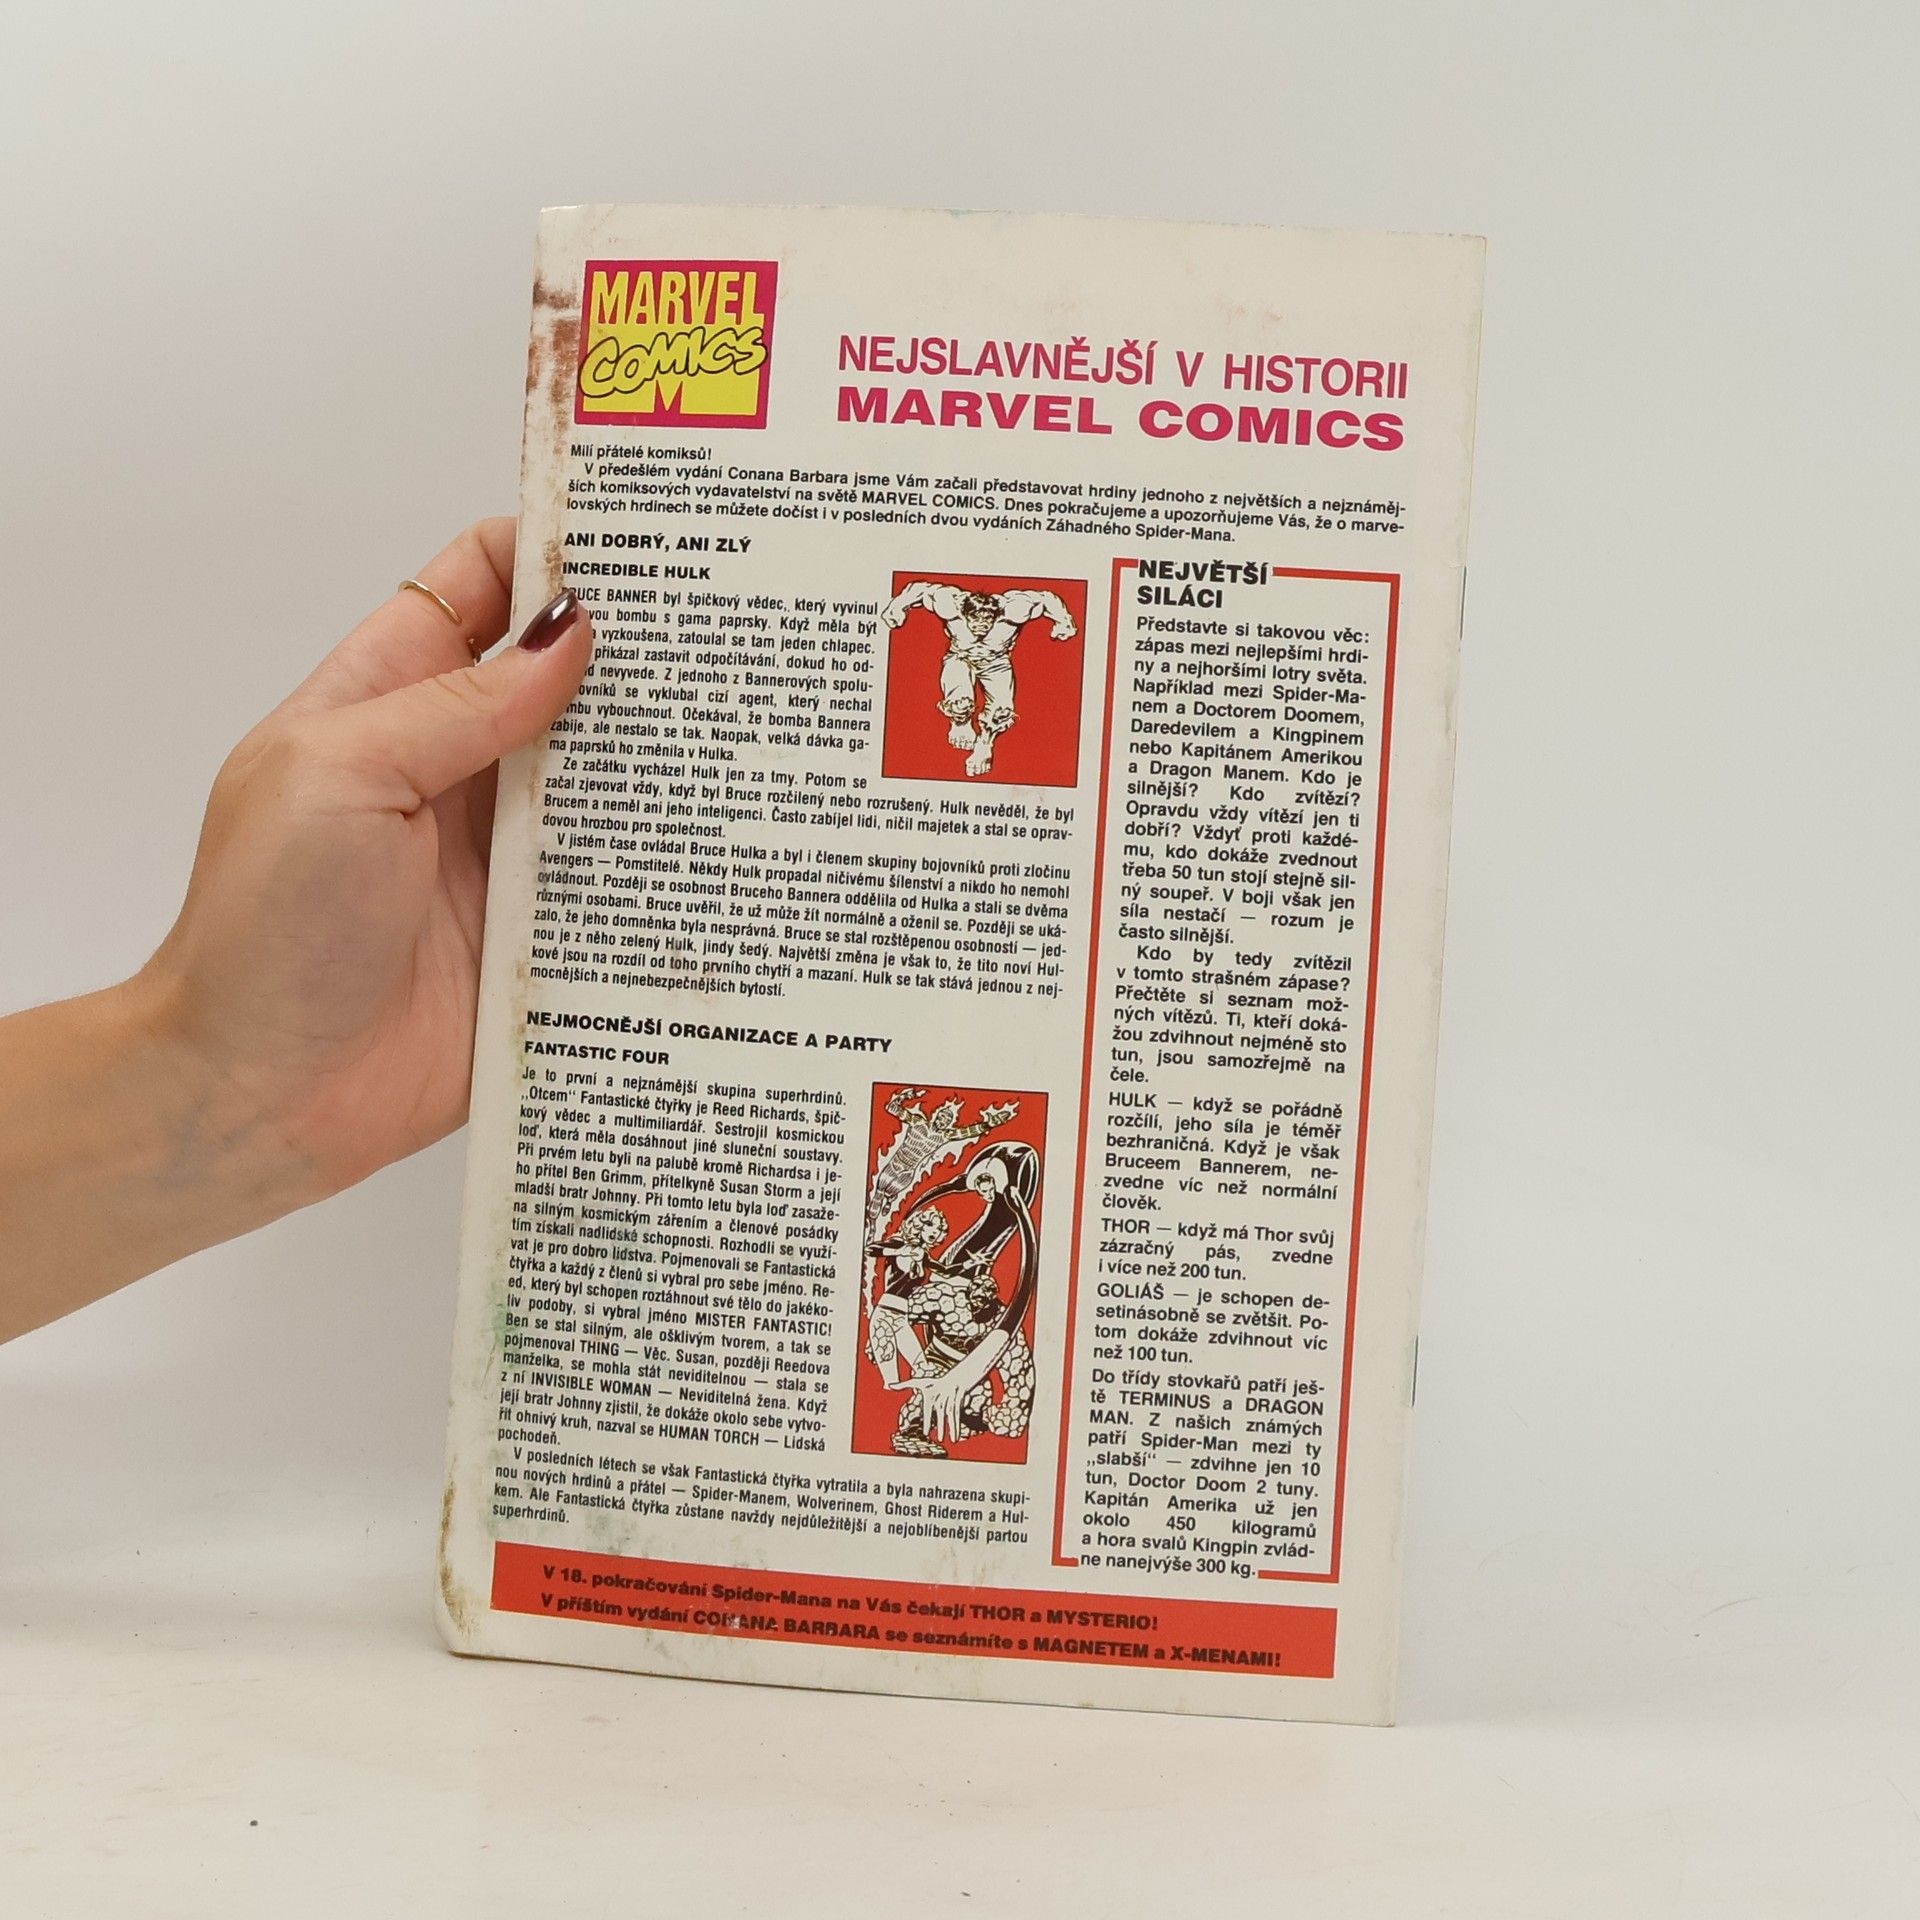 MARVEL
COMICS
NEJSLAVNĚJŠÍ V HISTORII
MARVEL COMICS
Milí přátelé komiksů!
V předešlém vydání Conana Barbara jsme Vám začali představovat hrdiny jednoho z největších a nejznáměj-
ších komiksových vydavatelství na světě MARVEL COMICS. Dnes pokračujeme a upozorňujeme Vás, že o marve-
lovských hrdinech se můžete dočíst i v posledních dvou vydáních Záhadného Spider-Mana.
ANI DOBRÝ, ANI ZLÝ
INCREDIBLE HULK
BRUCE BANNER byl špičkový vědec, který vyvinul
bombu s gama paprsky. Když měla být
vyzkoušena, zatoulal se tam jeden chlapec.
přikázal zastavit odpočítávání, dokud ho od-
nevyvede. Z jednoho z Bannerových spolu-
se vyklubal cizí agent, který nechal
vybouchnout. Očekával, že bomba Bannera
zabije, ale nestalo se tak. Naopak, velká dávka ga-
ma paprsků ho změnila v Hulka.
Ze začátku vycházel Hulk jen za tmy. Potom se
začal zjevovat vždy, když byl Bruce rozčilený nebo rozrušený. Hulk nevěděl, že byl
Brucem a neměl ani jeho inteligenci. Často zabíjel lidi, ničil majetek a stal se oprav-
dovou hrozbou pro společnost.
V jistém čase ovládal Bruce Hulka a byl i členem skupiny bojovníků proti zločinu
Avengers — Pomstitelé. Někdy Hulk propadal ničivému šílenství a nikdo ho nemohl
ovládnout. Později se osobnost Bruceho Bannera oddělila od Hulka a stali se dvěma
různými osobami. Bruce uvěřil, že už může žít normálně a oženil se. Později se uká-
zalo, že jeho domněnka byla nesprávná. Bruce se stal rozštěpenou osobností — jed-
nou je z něho zelený Hulk, jindy šedý. Největší změna je však to, že tito noví Hul-
kové jsou na rozdíl od toho prvního chytří a mazaní. Hulk se tak stává jednou z nej-
mocnějších a nejnebezpečnějších bytostí.
NEJMOCNĚJŠÍ ORGANIZACE A PARTY
FANTASTIC FOUR
Je to první a nejznámější skupina superhrdinů.
„Otcem“ Fantastické čtyřky je Reed Richards, špič-
kový vědec a multimiliardář. Sestrojil kosmickou
loď, která měla dosáhnout jiné sluneční soustavy.
Při prvém letu byli na palubě kromě Richardsa i je-
ho přítel Ben Grimm, přítelkyně Susan Storm a její
mladší bratr Johnny. Při tomto letu byla loď zasaže-
na silným kosmickým zářením a členové posádky
tím získali nadlidské schopnosti. Rozhodli se využí-
vat je pro dobro lidstva. Pojmenovali se Fantastická
čtyřka a každý z členů si vybral pro sebe jméno. Re-
ed, který byl schopen roztáhnout své tělo do jakéko-
liv podoby, si vybral jméno MISTER FANTASTIC!
Ben se stal silným, ale ošklivým tvorem, a tak se
pojmenoval THING — Věc. Susan, později Reedova
manželka, se mohla stát neviditelnou — stala se
z ní INVISIBLE WOMAN — Neviditelná žena. Když
její bratr Johnny zjistil, že dokáže okolo sebe vytvo-
řit ohnivý kruh, nazval se HUMAN TORCH — Lidská
pochodeň.
V posledních létech se však Fantastická čtyřka vytratila a byla nahrazena skupi-
nou nových hrdinů a přátel — Spider-Manem, Wolverinem, Ghost Riderem a Hul-
kem. Ale Fantastická čtyřka zůstane navždy nejdůležitější a nejoblíbenější partou
superhrdinů.
NEJVĚTŠÍ
SILÁCI
Představte si takovou věc:
zápas mezi nejlepšími hrdi-
ny a nejhoršími lotry světa.
Například mezi Spider-Ma-
nem a Doctorem Doomem,
Daredevilem a Kingpinem
nebo Kapitánem Amerikou
a Dragon Manem. Kdo je
silnější? Kdo zvítězí?
Opravdu vždy vítězí jen ti
dobří? Vždyť proti každé-
mu, kdo dokáže zvednout
třeba 50 tun stojí stejně sil-
ný soupeř. V boji však jen
síla nestačí — rozum je
často silnější.
Kdo by tedy zvítězil
v tomto strašném zápase?
Přečtěte si seznam mož-
ných vítězů. Ti, kteří doká-
žou zdvihnout nejméně sto
tun, jsou samozřejmě na
čele.
HULK — když se pořádně
rozčílí, jeho síla je téměř
bezhraničná. Když je však
Bruceem Bannerem, ne-
zvedne víc než normální
člověk.
THOR — když má Thor svůj
zázračný pás, zvedne
i více než 200 tun.
GOLIÁŠ — je schopen de-
setinásobně se zvětšit. Po-
tom dokáže zdvihnout víc
než 100 tun.
Do třídy stovkařů patří ješ-
tě TERMINUS a DRAGON
MAN. Z našich známých
patří Spider-Man mezi ty
„slabší“ — zdvihne jen 10
tun, Doctor Doom 2 tuny.
Kapitán Amerika už jen
okolo 450 kilogramů
a hora svalů Kingpin zvlád-
ne nanejvýše 300 kg.
V 18. pokračování Spider-Mana na Vás čekají THOR a MYSTERIO!
V příštím vydání CONANA BARBARA se seznámíte s MAGNETEM a X-MENAMI!